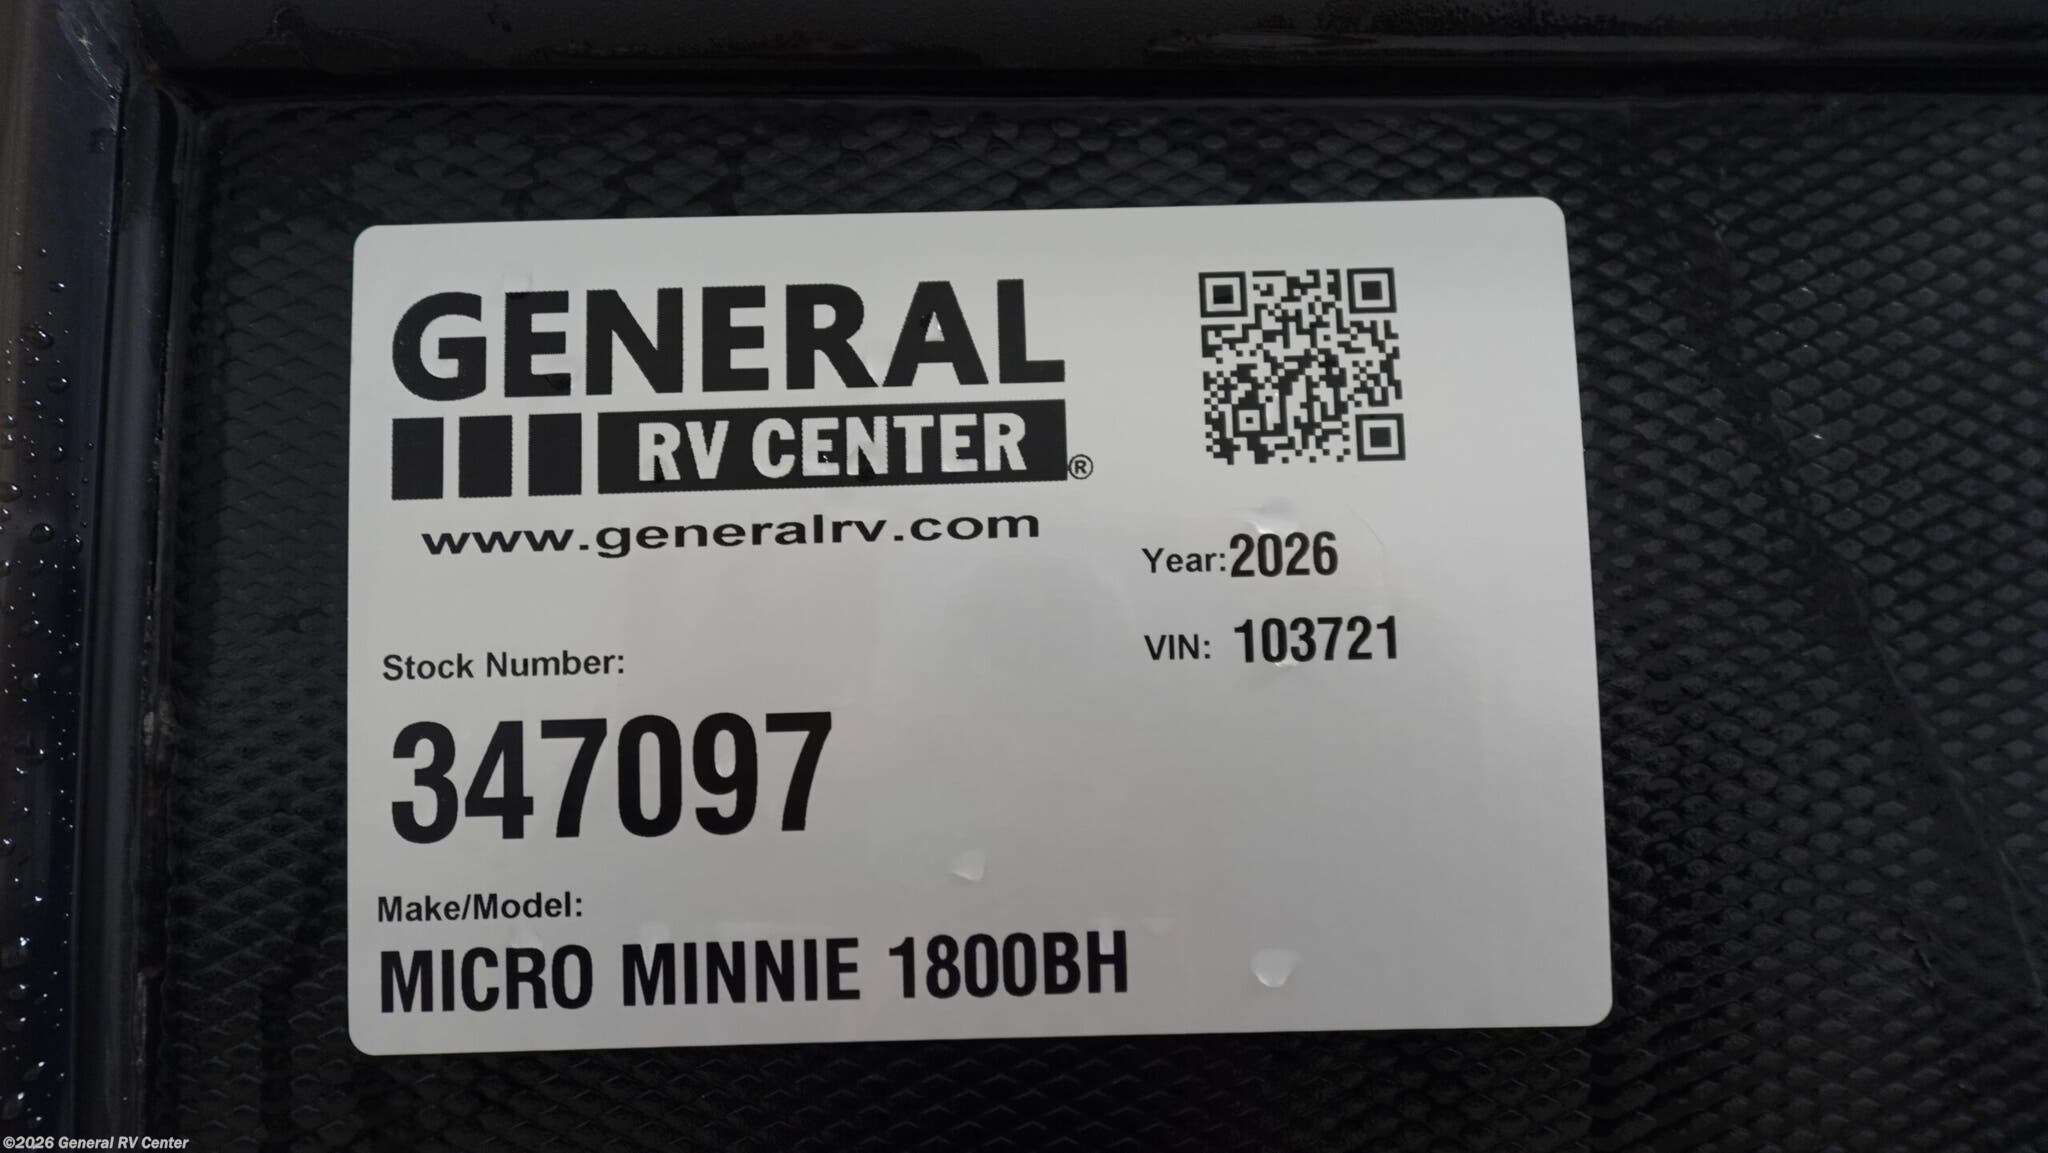 GENERAL
RV CENTER®
www.generalrv.com
Year: 2026
VIN: 103721
Stock Number:
347097
Make/Model:
MICRO MINNIE 1800BH
©2026 General RV Center